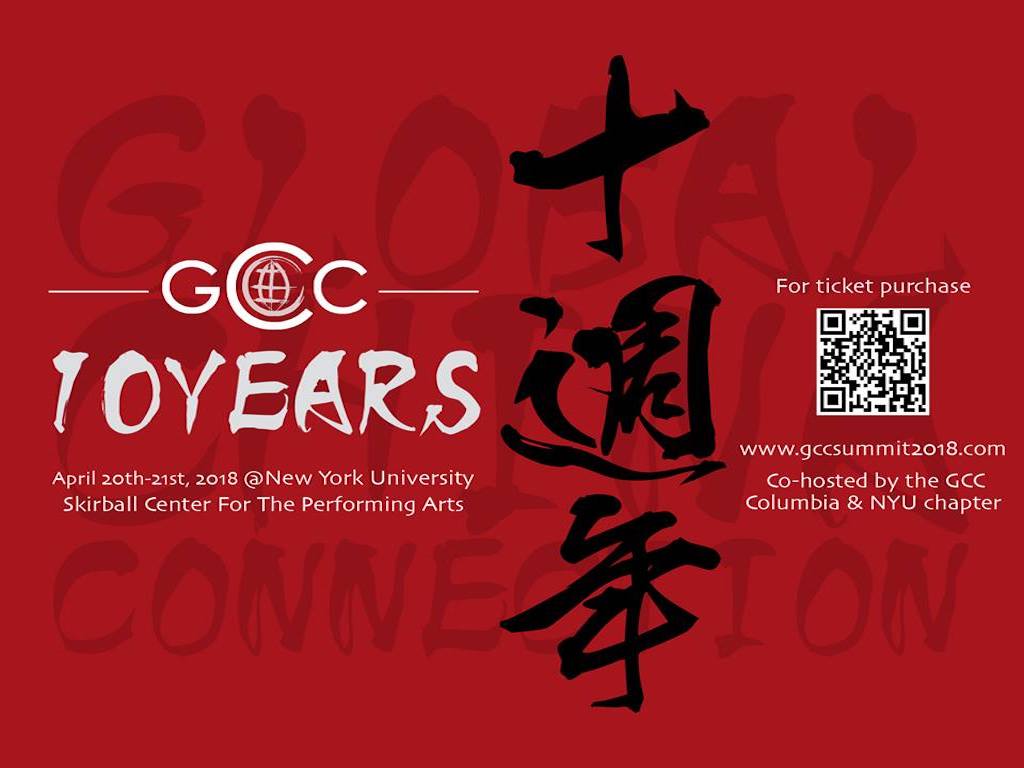 GLOBAL
CHINA
CONNECTION
GCC
10YEARS
April 20th-21st, 2018 @New York University
Skirball Center For The Performing Arts
十
週
年
For ticket purchase
www.gccsummit2018.com
Co-hosted by the GCC
Columbia & NYU chapter